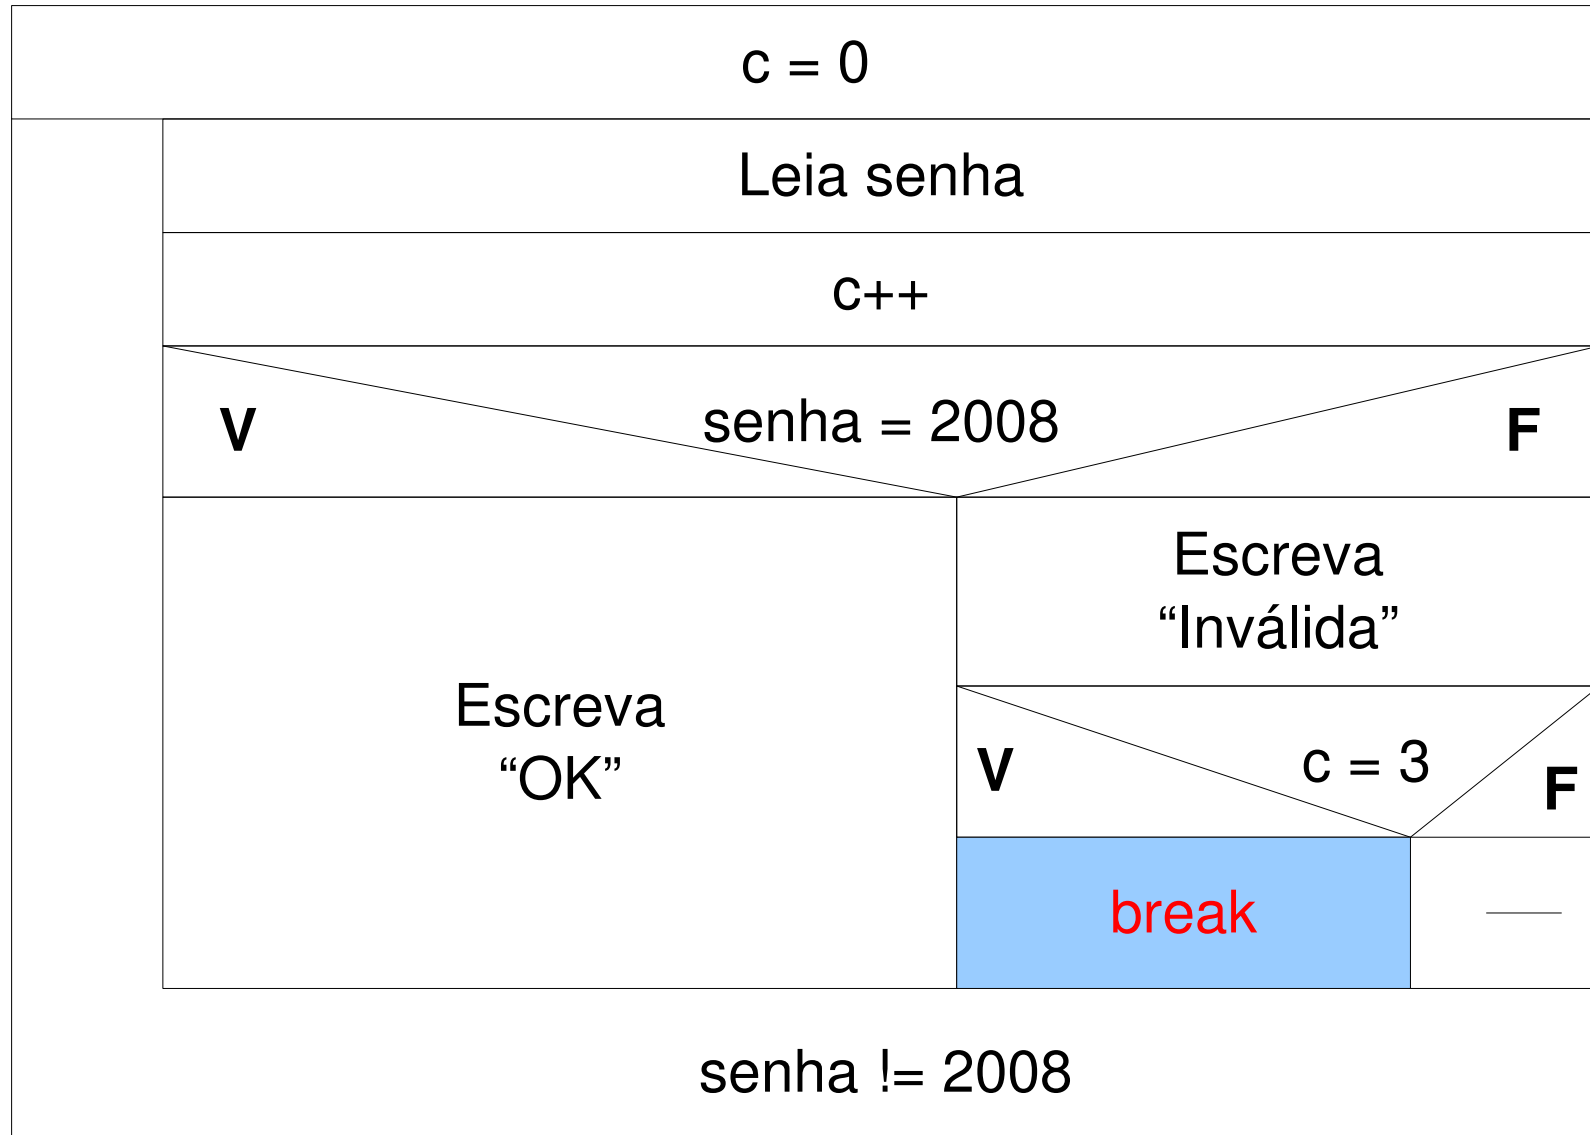 c = 0
Leia senha
c++
senha = 2008
V
F
Escreva
“OK”
Escreva
“Inválida”
c = 3
V
F
break
senha != 2008